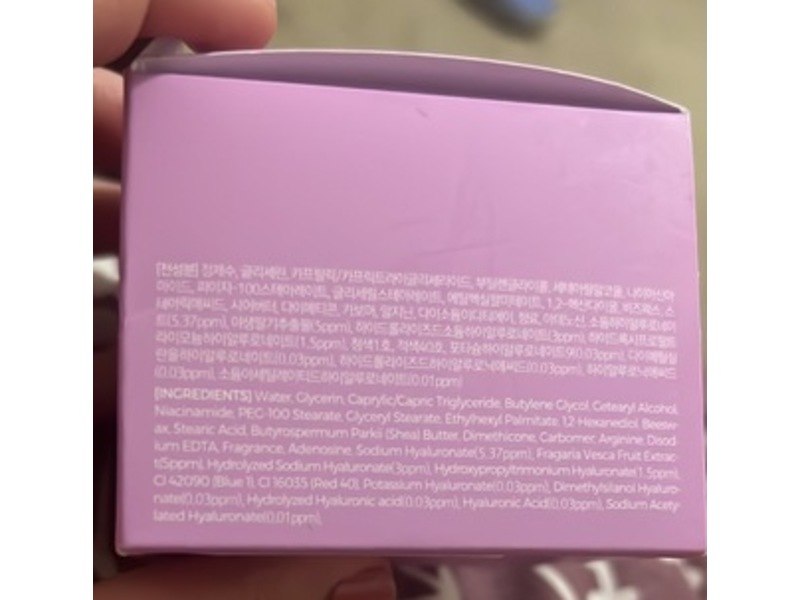 [전성분] 정제수, 글리세린, 카프릴릭/카프릭트라이글리세라이드, 부틸렌글라이콜, 세테아릴알코올, 나이아신아
마이드, 피이지-100스테아레이트, 글리세릴스테아레이트, 에틸헥실팔미테이트, 1,2-헥산다이올, 비즈왁스, 스
테아릭애씨드, 시어버터, 다이메티콘, 카보머, 알지닌, 다이소듐이디티에이, 향료, 아데노신, 소듐하이알루로네이
트(5.37ppm), 야생딸기추출물(5ppm), 하이드롤라이즈드소듐하이알루로네이트(3ppm), 하이드록시프로필트
라이모늄하이알루로네이트(1.5ppm), 청색1호, 적색40호, 포타슘하이알루로네이트(0.03ppm), 다이메틸실
란올하이알루로네이트(0.03ppm), 하이드롤라이즈드하이알루로닉애씨드(0.03ppm), 하이알루로닉애씨드
(0.03ppm), 소듐아세틸레이티드하이알루로네이트(0.01ppm)
[INGREDIENTS] Water, Glycerin, Caprylic/Capric Triglyceride, Butylene Glycol, Cetearyl Alcohol,
Niacinamide, PEG-100 Stearate, Glyceryl Stearate, Ethylhexyl Palmitate, 1,2-Hexanediol, Beesw-
ax, Stearic Acid, Butyrospermum Parkii (Shea) Butter, Dimethicone, Carbomer, Arginine, Disod
ium EDTA, Fragrance, Adenosine, Sodium Hyaluronate(5.37ppm), Fragaria Vesca Fruit Extrac-
t(5ppm), Hydrolyzed Sodium Hyaluronate(3ppm), Hydroxypropyltrimonium Hyaluronate(1.5ppm),
CI 42090 (Blue 1), CI 16035 (Red 40), Potassium Hyaluronate(0.03ppm), Dimethylsilanol Hyaluro-
nate(0.03ppm), Hydrolyzed Hyaluronic acid(0.03ppm), Hyaluronic Acid(0.03ppm), Sodium Acety-
lated Hyaluronate(0.01ppm),